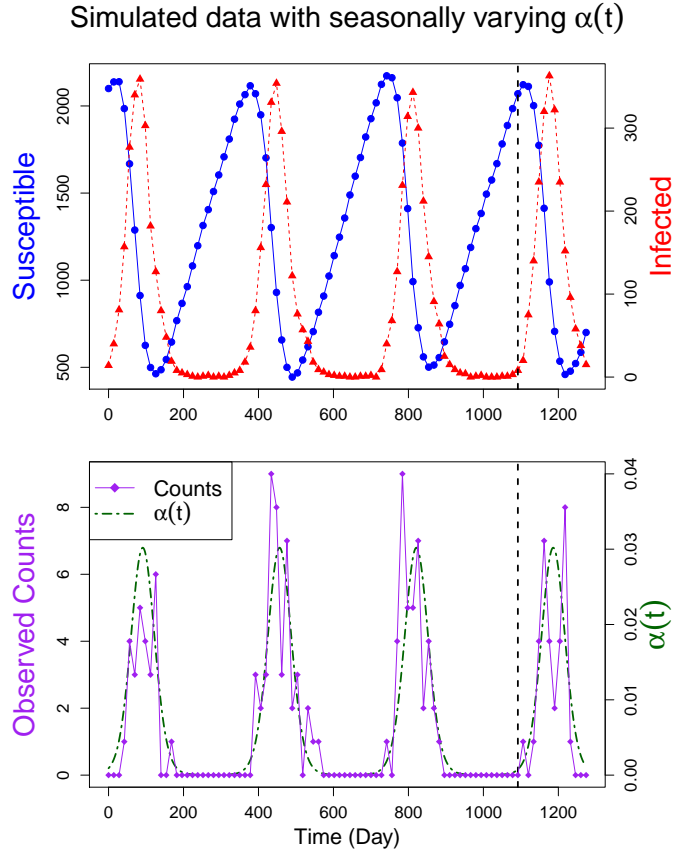 Simulated data with seasonally varying α(t)
Susceptible
500 1000 1500 2000
Infected
0 100 200 300
0 200 400 600 800 1000 1200
Observed Counts
0 2 4 6 8
Counts
α(t)
α(t)
0.00 0.01 0.02 0.03 0.04
0 200 400 600 800 1000 1200
Time (Day)